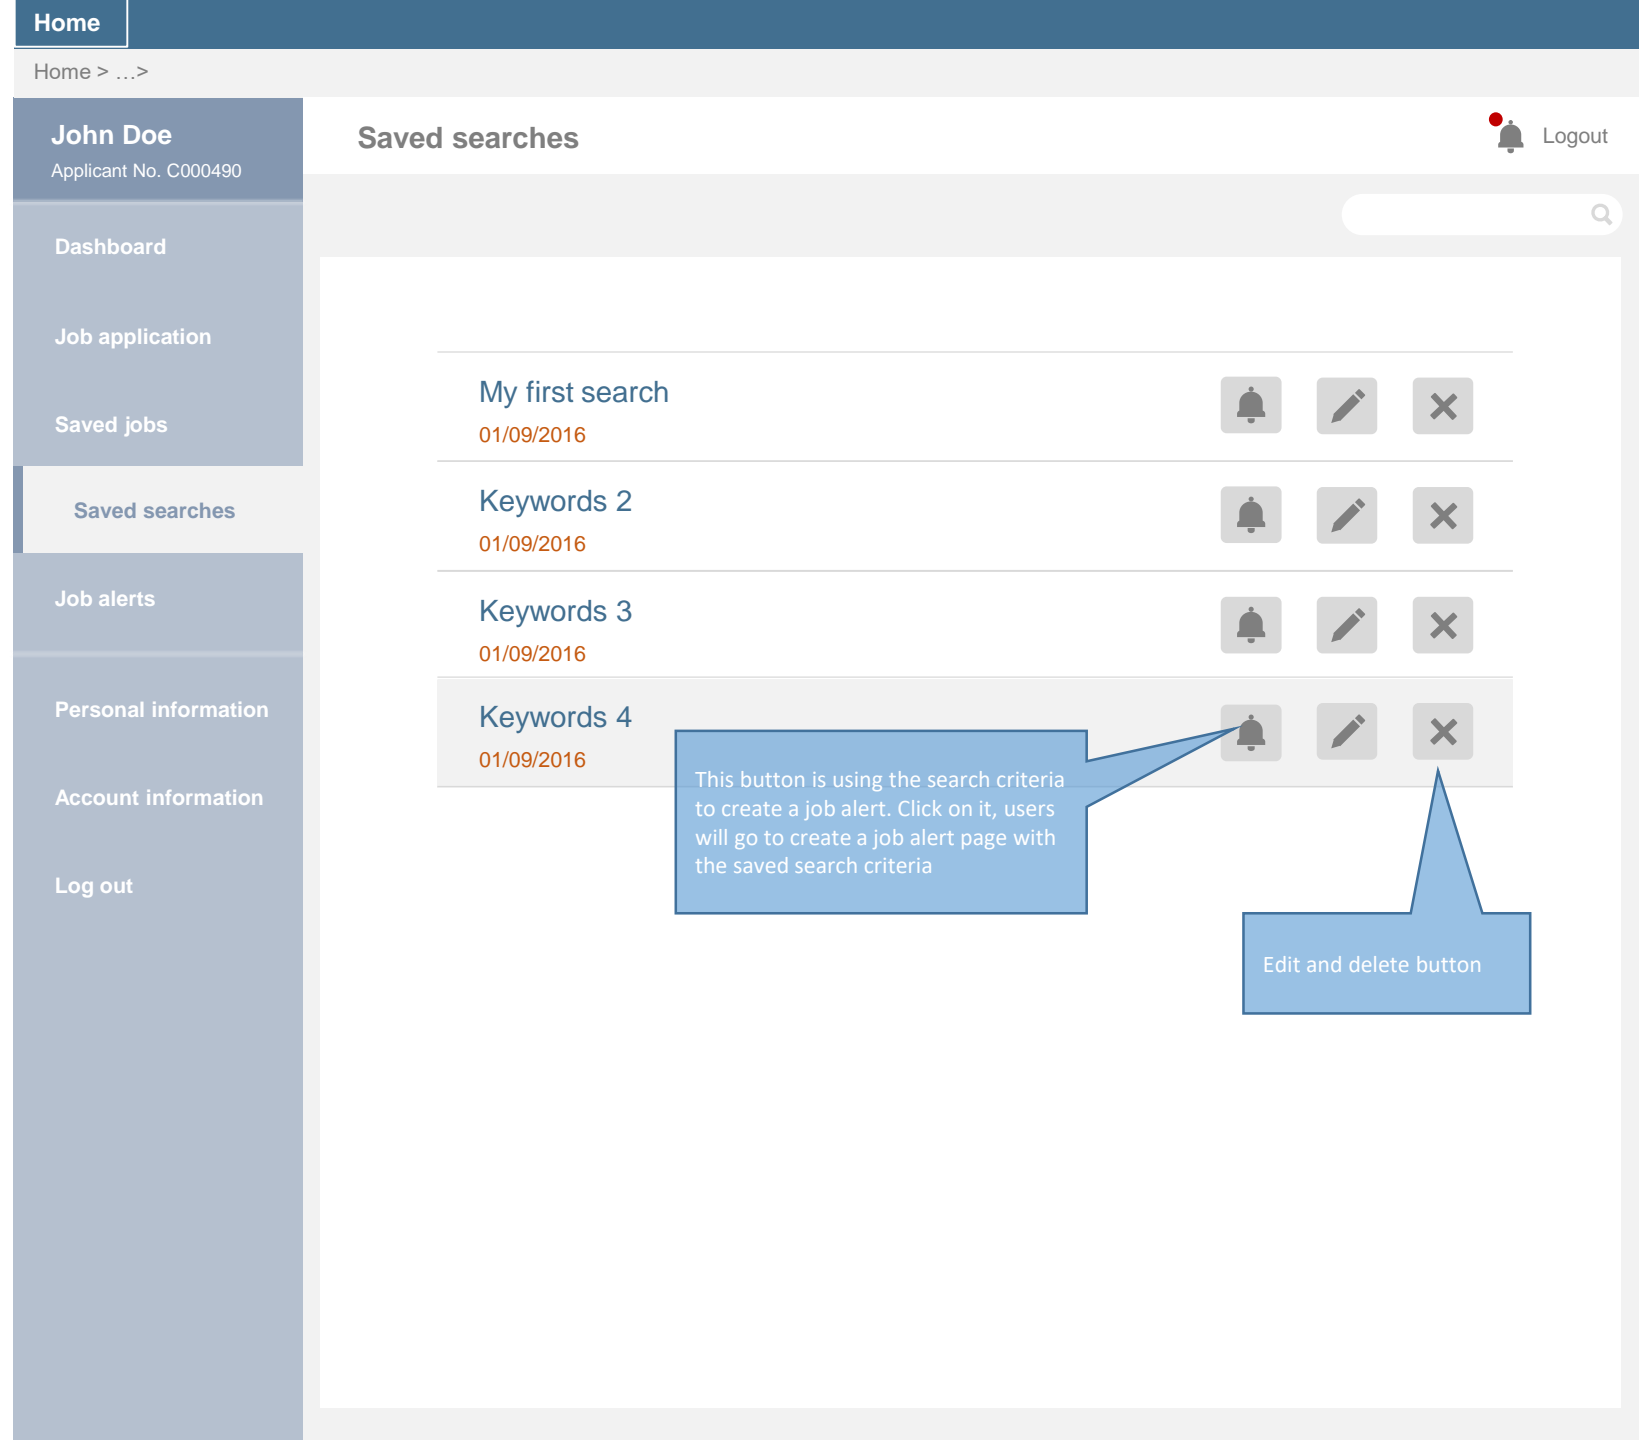 Home
Home > …>
John Doe
Applicant No. C000490
Saved searches
Logout
Dashboard
Job application
Saved jobs
Saved searches
Job alerts
Personal information
Account information
Log out
My first search
01/09/2016
Keywords 2
01/09/2016
Keywords 3
01/09/2016
Keywords 4
01/09/2016
This button is using the search criteria
to create a job alert. Click on it, users
will go to create a job alert page with
the saved search criteria
Edit and delete button